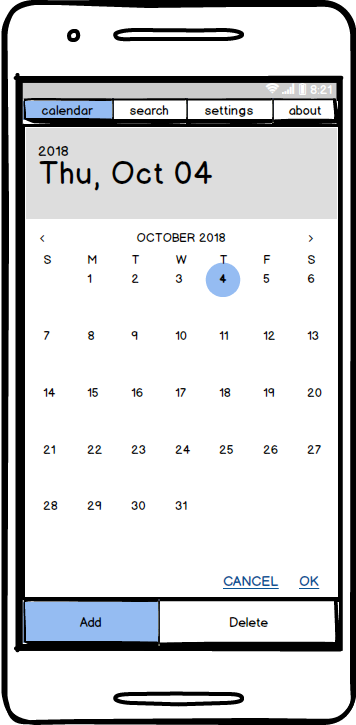 8:21
calendar search settings about
2018
Thu, Oct 04
‹ OCTOBER 2018 ›
S M T W T F S
1 2 3 4 5 6
7 8 9 10 11 12 13
14 15 16 17 18 19 20
21 22 23 24 25 26 27
28 29 30 31
CANCEL OK
Add Delete